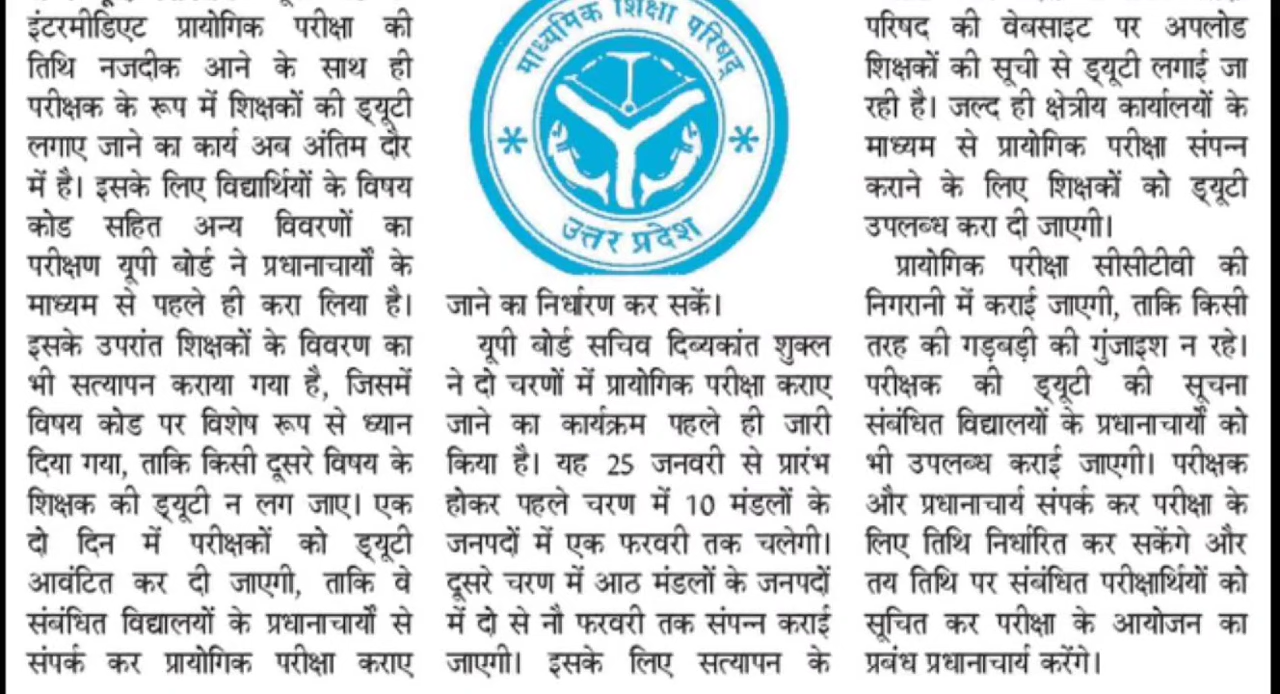 इंटरमीडिएट प्रायोगिक परीक्षा की
तिथि नजदीक आने के साथ ही
परीक्षक के रूप में शिक्षकों की ड्यूटी
लगाए जाने का कार्य अब अंतिम दौर
में है। इसके लिए विद्यार्थियों के विषय
कोड सहित अन्य विवरणों का
परीक्षण यूपी बोर्ड ने प्रधानाचार्यों के
माध्यम से पहले ही करा लिया है।
इसके उपरांत शिक्षकों के विवरण का
भी सत्यापन कराया गया है, जिसमें
विषय कोड पर विशेष रूप से ध्यान
दिया गया, ताकि किसी दूसरे विषय के
शिक्षक की ड्यूटी न लग जाए। एक
दो दिन में परीक्षकों को ड्यूटी
आवंटित कर दी जाएगी, ताकि वे
संबंधित विद्यालयों के प्रधानाचार्यों से
संपर्क कर प्रायोगिक परीक्षा कराए
माध्यमिक शिक्षा परिषद्
उत्तर प्रदेश
जाने का निर्धारण कर सकें।
यूपी बोर्ड सचिव दिब्यकांत शुक्ल
ने दो चरणों में प्रायोगिक परीक्षा कराए
जाने का कार्यक्रम पहले ही जारी
किया है। यह 25 जनवरी से प्रारंभ
होकर पहले चरण में 10 मंडलों के
जनपदों में एक फरवरी तक चलेगी।
दूसरे चरण में आठ मंडलों के जनपदों
में दो से नौ फरवरी तक संपन्न कराई
जाएगी। इसके लिए सत्यापन के
परिषद की वेबसाइट पर अपलोड
शिक्षकों की सूची से ड्यूटी लगाई जा
रही है। जल्द ही क्षेत्रीय कार्यालयों के
माध्यम से प्रायोगिक परीक्षा संपन्न
कराने के लिए शिक्षकों को ड्यूटी
उपलब्ध करा दी जाएगी।
प्रायोगिक परीक्षा सीसीटीवी की
निगरानी में कराई जाएगी, ताकि किसी
तरह की गड़बड़ी की गुंजाइश न रहे।
परीक्षक की ड्यूटी की सूचना
संबंधित विद्यालयों के प्रधानाचार्यों को
भी उपलब्ध कराई जाएगी। परीक्षक
और प्रधानाचार्य संपर्क कर परीक्षा के
लिए तिथि निर्धारित कर सकेंगे और
तय तिथि पर संबंधित परीक्षार्थियों को
सूचित कर परीक्षा के आयोजन का
प्रबंध प्रधानाचार्य करेंगे।